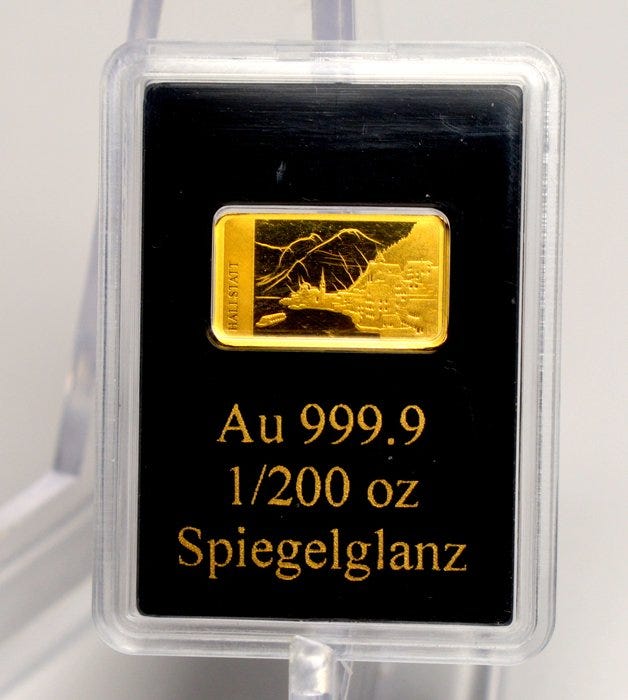 HALLSTATT
Au 999.9
1/200 oz
Spiegelglanz